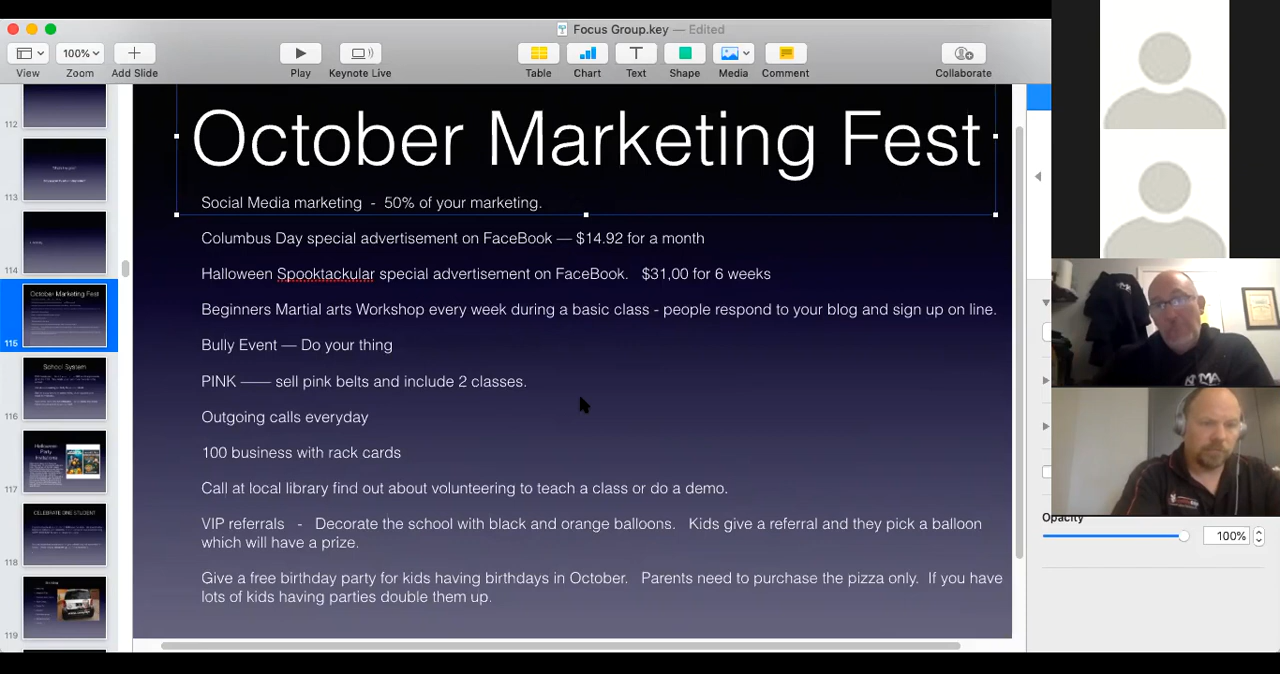 Focus Group.key — Edited
View
100%
Zoom
Add Slide
Play
Keynote Live
Table
Chart
Text
Shape
Media
Comment
Collaborate
112
113
114
October Marketing Fest
115
School System
116
Halloween
Party
Invitations
117
CELEBRATE ONE STUDENT
118
119
October Marketing Fest
Social Media marketing - 50% of your marketing.
Columbus Day special advertisement on FaceBook — $14.92 for a month
Halloween Spooktackular special advertisement on FaceBook. $31,00 for 6 weeks
Beginners Martial arts Workshop every week during a basic class - people respond to your blog and sign up on line.
Bully Event — Do your thing
PINK —— sell pink belts and include 2 classes.
Outgoing calls everyday
100 business with rack cards
Call at local library find out about volunteering to teach a class or do a demo.
VIP referrals - Decorate the school with black and orange balloons. Kids give a referral and they pick a balloon
which will have a prize.
Give a free birthday party for kids having birthdays in October. Parents need to purchase the pizza only. If you have
lots of kids having parties double them up.
Opacity
100%